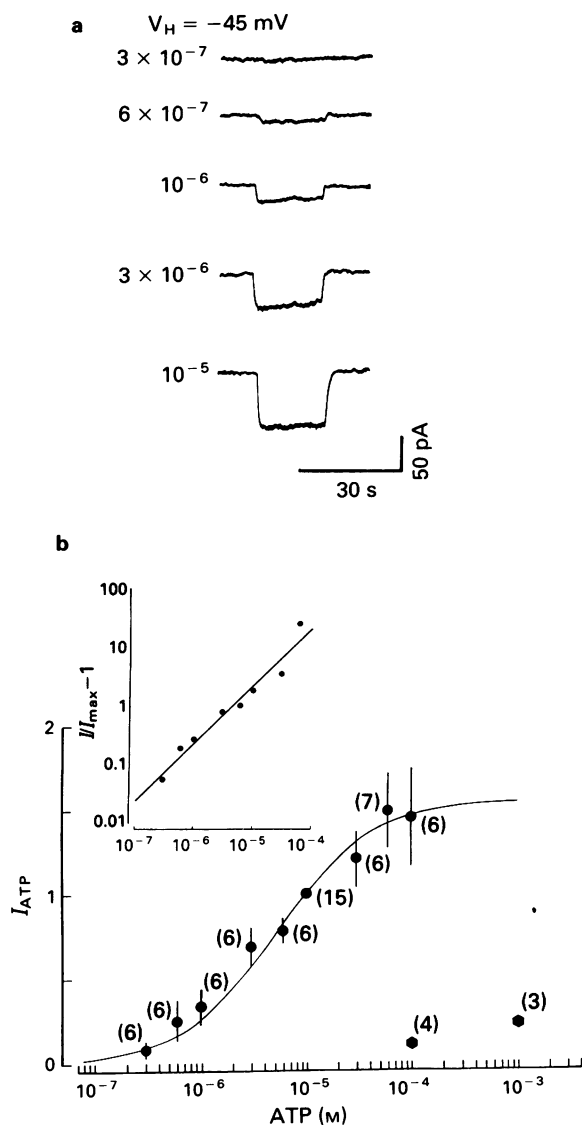 a
V_H = −45 mV
3 × 10⁻⁷
6 × 10⁻⁷
10⁻⁶
3 × 10⁻⁶
10⁻⁵
50 pA
30 s
b
100
10
1
0.1
0.01
I/I_max−1
10⁻⁷ 10⁻⁶ 10⁻⁵ 10⁻⁴
2
1
0
I_ATP
(6)
(6)
(6)
(6)
(6)
(15)
(6)
(7)
(6)
(4)
(3)
10⁻⁷ 10⁻⁶ 10⁻⁵ 10⁻⁴ 10⁻³
ATP (M)